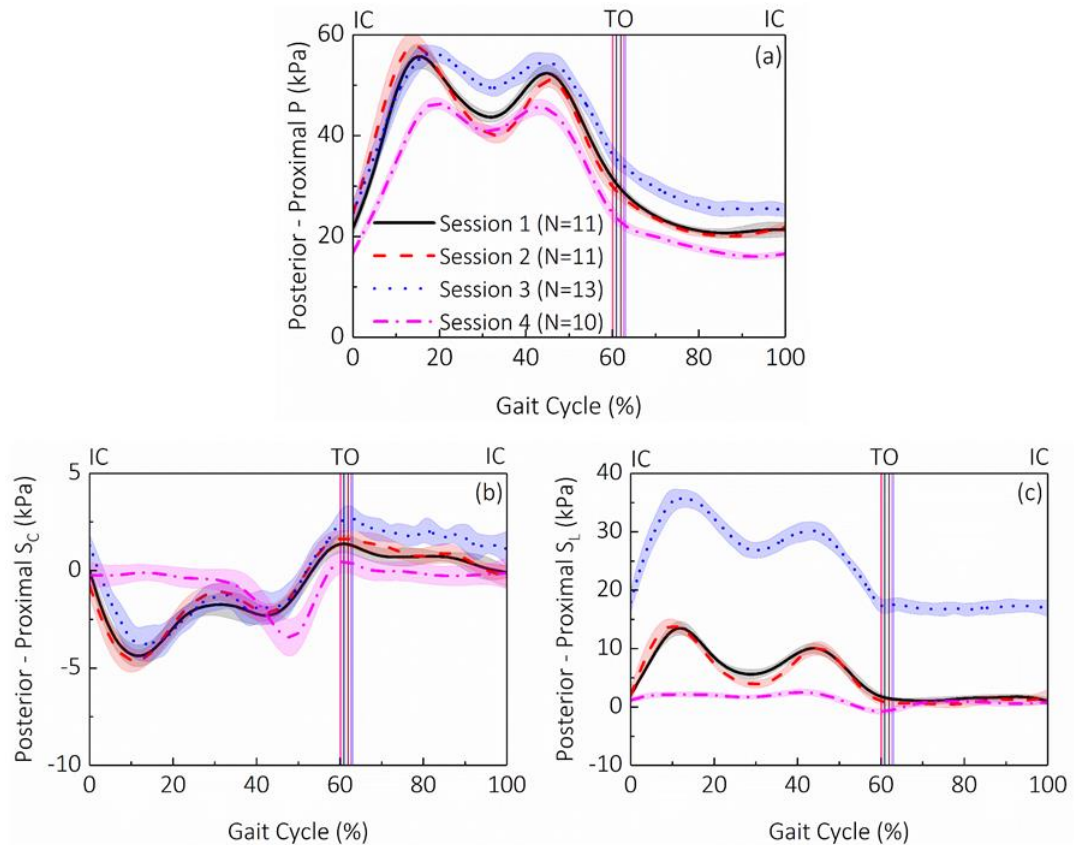 IC TO IC
(a)
Posterior - Proximal P (kPa)
60
40
20
0
Session 1 (N=11)
Session 2 (N=11)
Session 3 (N=13)
Session 4 (N=10)
0 20 40 60 80 100
Gait Cycle (%)
IC TO IC
(b)
Posterior - Proximal S_C (kPa)
5
0
-5
-10
0 20 40 60 80 100
Gait Cycle (%)
IC TO IC
(c)
Posterior - Proximal S_L (kPa)
40
30
20
10
0
-10
0 20 40 60 80 100
Gait Cycle (%)